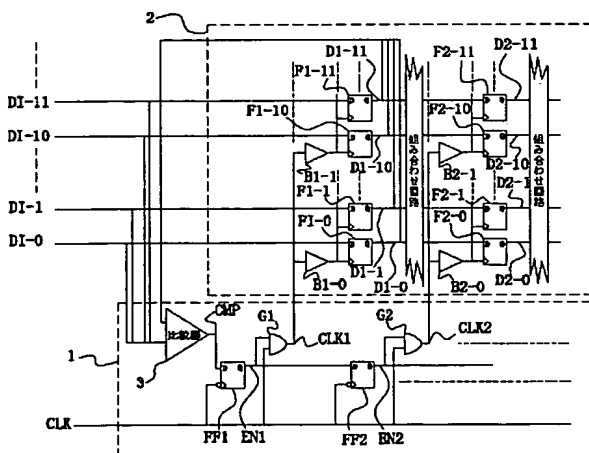 2
D1-11
F2-11
D2-11
F1-11
DI-11
F1-10
F2-10
DI-10
D1-10
D2-10
B1-1
B2-1
組み合わせ回路
組み合わせ回路
F1-1
F2-1
D2-1
DI-1
F1-0
F2-0
DI-0
D1-1
D1-0
D2-0
B1-0
B2-0
CMP
G1
G2
CLK1
CLK2
1
比較器
3
CLK
FF1
EN1
FF2
EN2